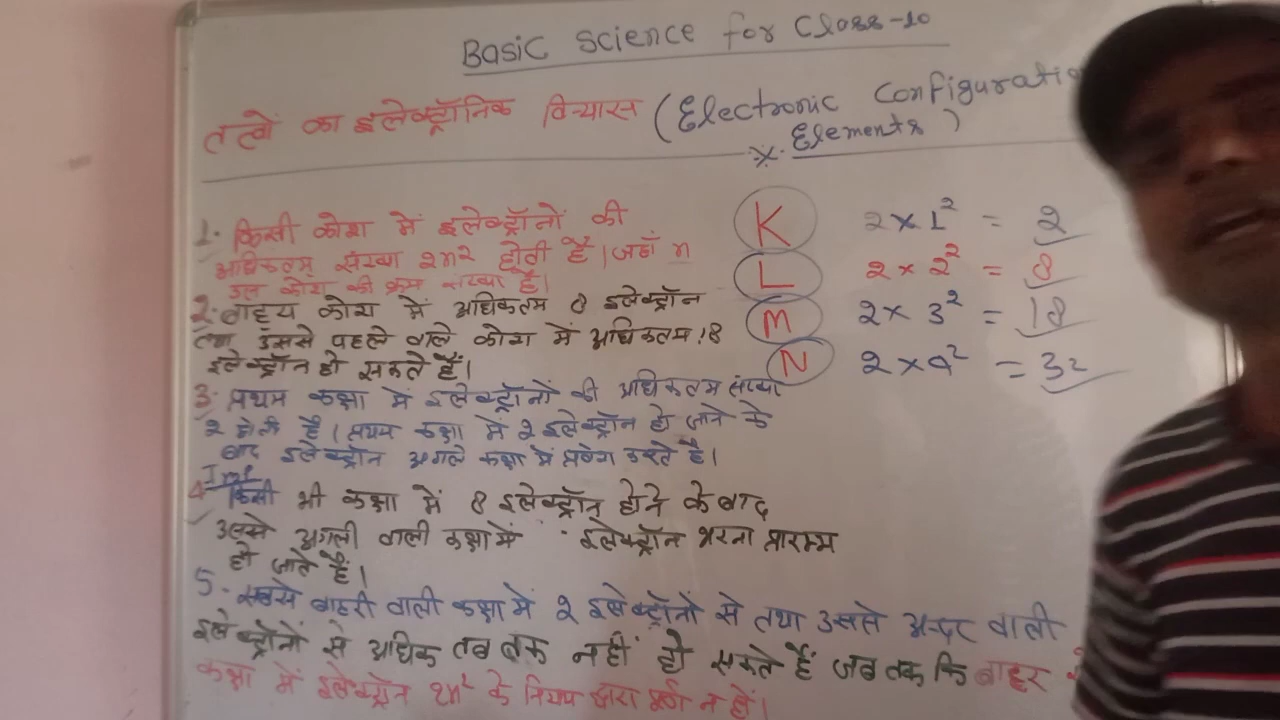 Basic Science for Class-10
तत्वों का इलेक्ट्रॉनिक विन्यास (Electronic Configuratio
* Elements)
1. किसी कोश में इलेक्ट्रॉनों की
अधिकतम संख्या 2n2 होती है। जहाँ n
उस कोश की क्रम संख्या है।
2. बाह्य कोश में अधिकतम 8 इलेक्ट्रॉन
तथा उससे पहले वाले कोश में अधिकतम 18
इलेक्ट्रॉन हो सकते हैं।
3. प्रथम कक्षा में इलेक्ट्रॉनों की अधिकतम संख्या
2 होती है। प्रथम कक्षा में 2 इलेक्ट्रॉन हो जाने के
बाद इलेक्ट्रॉन अगले कक्षा में प्रवेश करते है।
Imp
4 किसी भी कक्षा में 8 इलेक्ट्रॉन होने के बाद
उससे अगली वाली कक्षा में इलेक्ट्रॉन भरना प्रारम्भ
हो जाते हैं।
5. सबसे बाहरी वाली कक्षा में 2 इलेक्ट्रॉनों से तथा उससे अन्दर वाली
इलेक्ट्रॉनों से अधिक तब तक नहीं हो सकते हैं जब तक कि बाहर
कक्षा में इलेक्ट्रॉन 2n² के नियम द्वारा पूर्ण न हों।
K 2 × 1² = 2
L 2 × 2² = 8
M 2 × 3² = 18
N 2 × 4² = 32